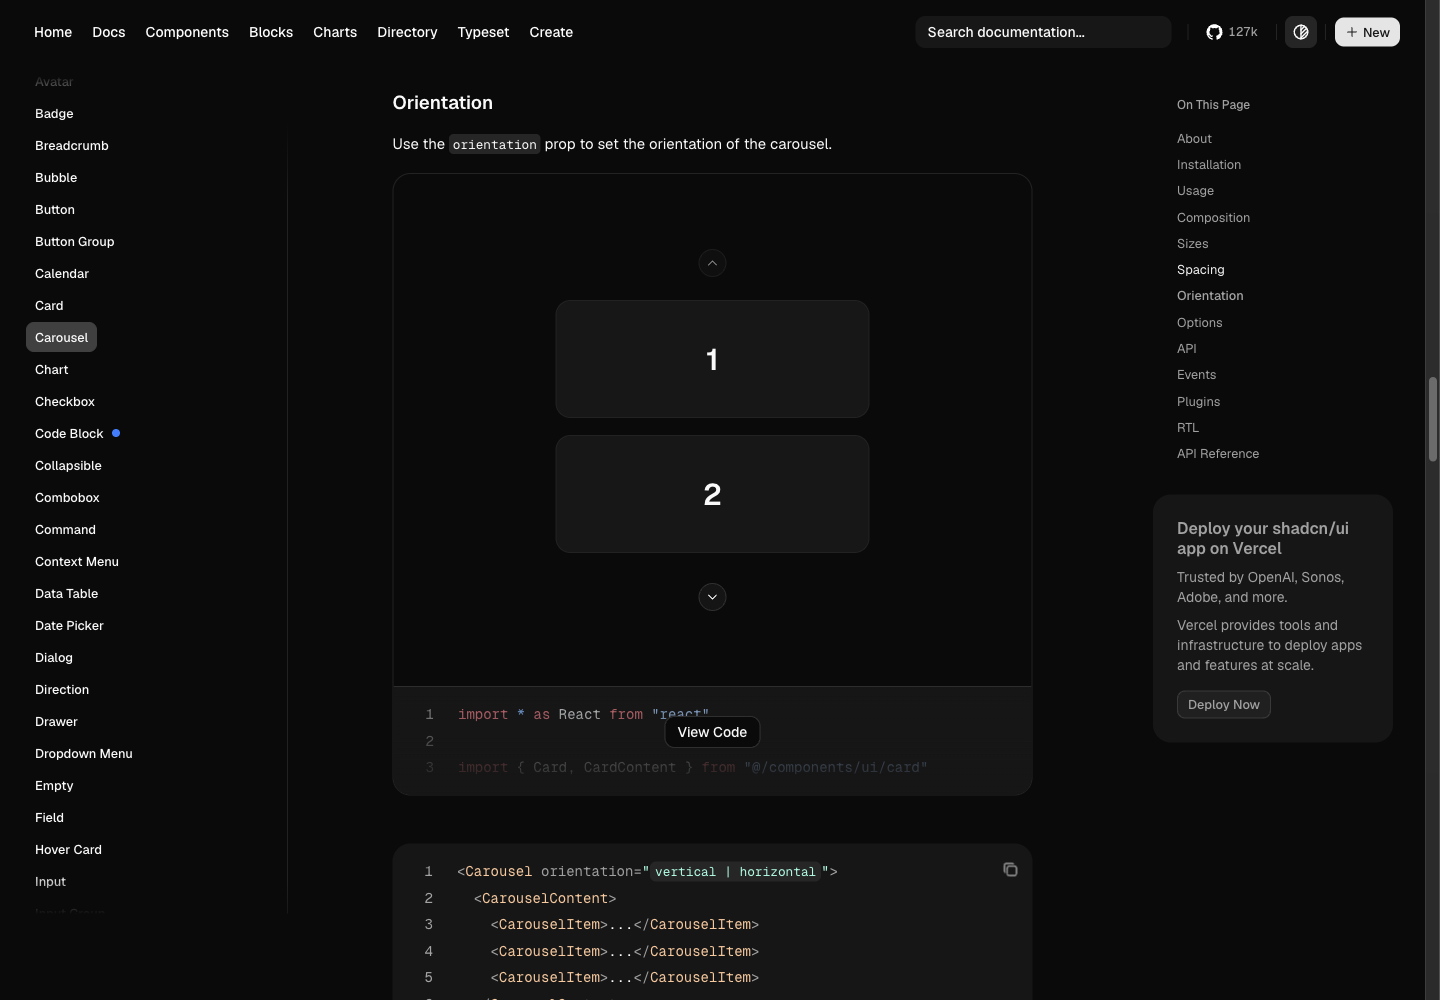 Home Docs Components Blocks Charts Directory Typeset Create
Search documentation...
127k
New
Avatar
Badge
Breadcrumb
Bubble
Button
Button Group
Calendar
Card
Carousel
Chart
Checkbox
Code Block
Collapsible
Combobox
Command
Context Menu
Data Table
Date Picker
Dialog
Direction
Drawer
Dropdown Menu
Empty
Field
Hover Card
Input
Orientation
Use the orientation prop to set the orientation of the carousel.
1
2
1 import * as React from "react"
View Code
2
3 import { Card, CardContent } from "@/components/ui/card"
1 <Carousel orientation="vertical | horizontal">
2 <CarouselContent>
3 <CarouselItem>...</CarouselItem>
4 <CarouselItem>...</CarouselItem>
5 <CarouselItem>...</CarouselItem>
On This Page
About
Installation
Usage
Composition
Sizes
Spacing
Orientation
Options
API
Events
Plugins
RTL
API Reference
Deploy your shadcn/ui
app on Vercel
Trusted by OpenAI, Sonos,
Adobe, and more.
Vercel provides tools and
infrastructure to deploy apps
and features at scale.
Deploy Now